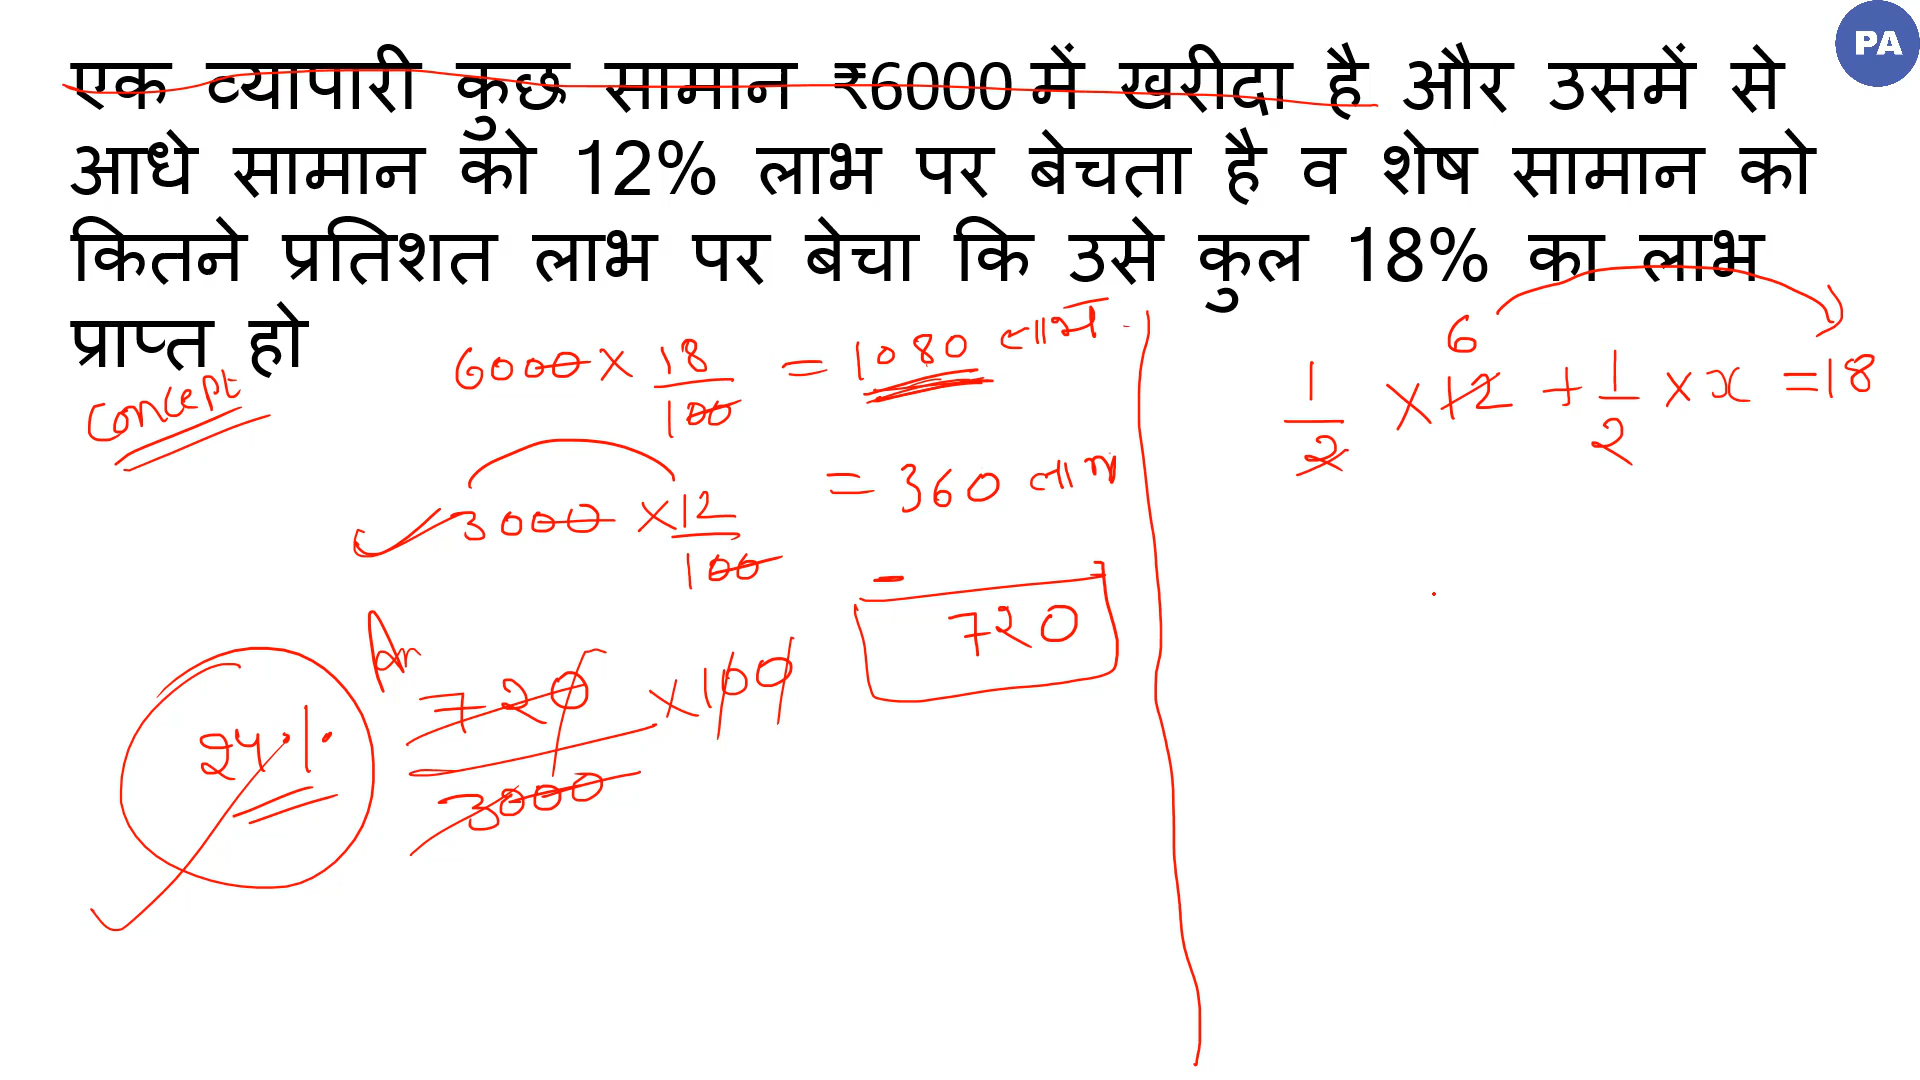 PA
एक व्यापारी कुछ सामान ₹6000 में खरीदा है और उसमें से
आधे सामान को 12% लाभ पर बेचता है व शेष सामान को
कितने प्रतिशत लाभ पर बेचा कि उसे कुल 18% का लाभ
प्राप्त हो
concept
6000 × 18/100 = 1080 लाभ
3000 × 12/100 = 360 लाभ
720
720/3000 × 100
24%
6
1/2 × 12 + 1/2 × x = 18